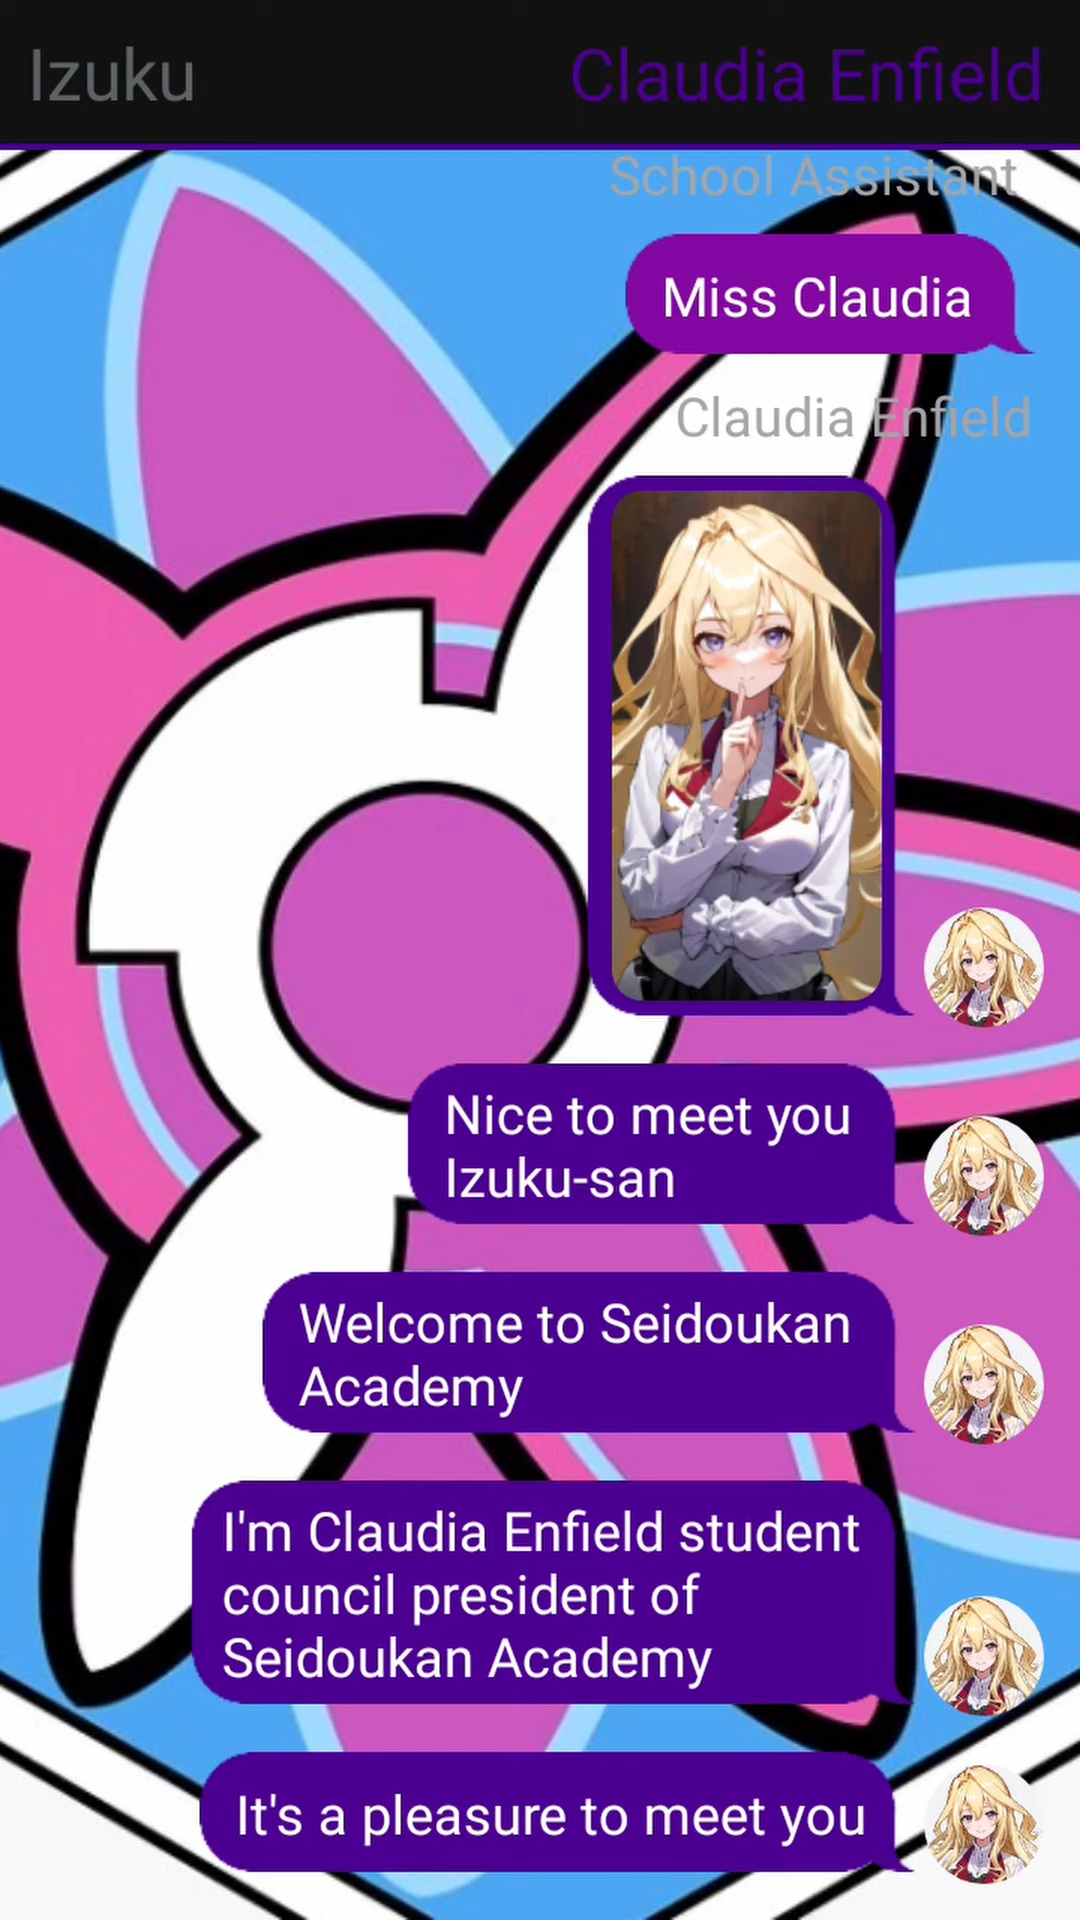 Izuku
Claudia Enfield
School Assistant
Miss Claudia
Claudia Enfield
Nice to meet you
Izuku-san
Welcome to Seidoukan
Academy
I'm Claudia Enfield student
council president of
Seidoukan Academy
It's a pleasure to meet you